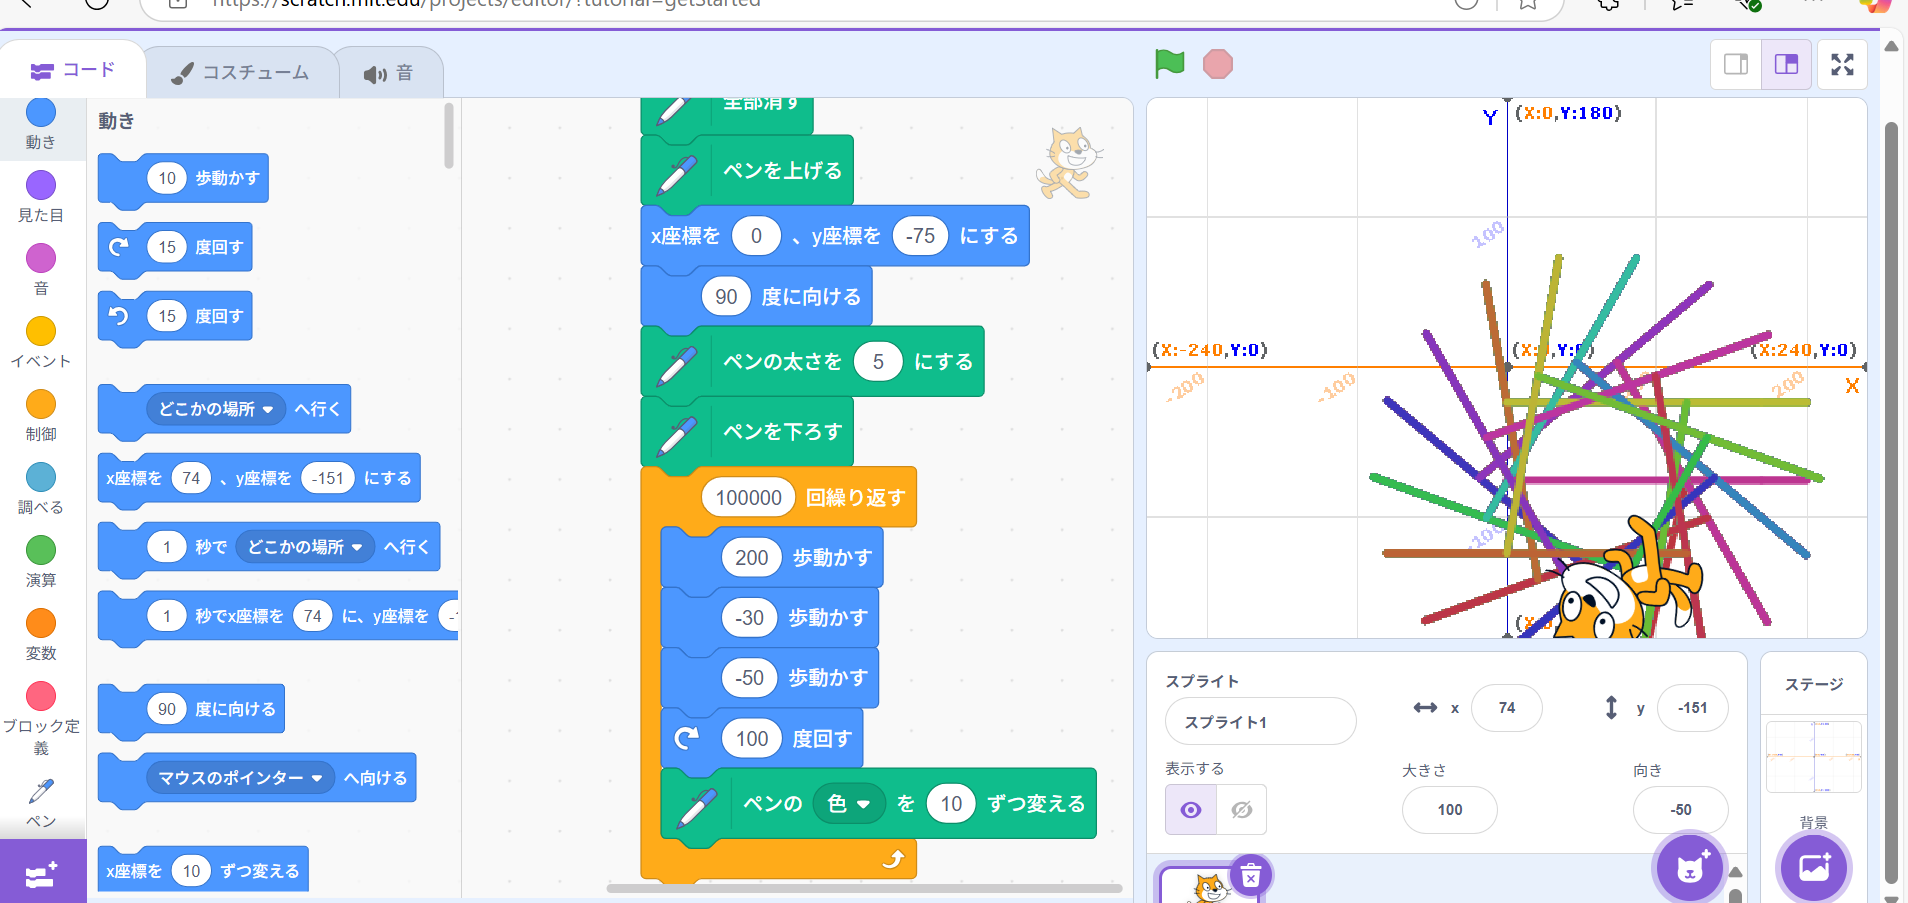 https://scratch.mit.edu/projects/editor/?tutorial=getStarted
コード
コスチューム
音
動き
見た目
音
イベント
制御
調べる
演算
変数
ブロック定
義
ペン
動き
10 歩動かす
15 度回す
15 度回す
どこかの場所 へ行く
x座標を 74 、y座標を -151 にする
1 秒で どこかの場所 へ行く
1 秒でx座標を 74 に、y座標を
90 度に向ける
マウスのポインター へ向ける
x座標を 10 ずつ変える
全部消す
ペンを上げる
x座標を 0 、y座標を -75 にする
90 度に向ける
ペンの太さを 5 にする
ペンを下ろす
100000 回繰り返す
200 歩動かす
-30 歩動かす
-50 歩動かす
100 度回す
ペンの 色 を 10 ずつ変える
Y (X:0,Y:180)
100
(X:-240,Y:0)
(X:240,Y:0)
X
-200
-100
200
-100
スプライト
スプライト1
x 74
y -151
表示する
大きさ
100
向き
-50
ステージ
背景